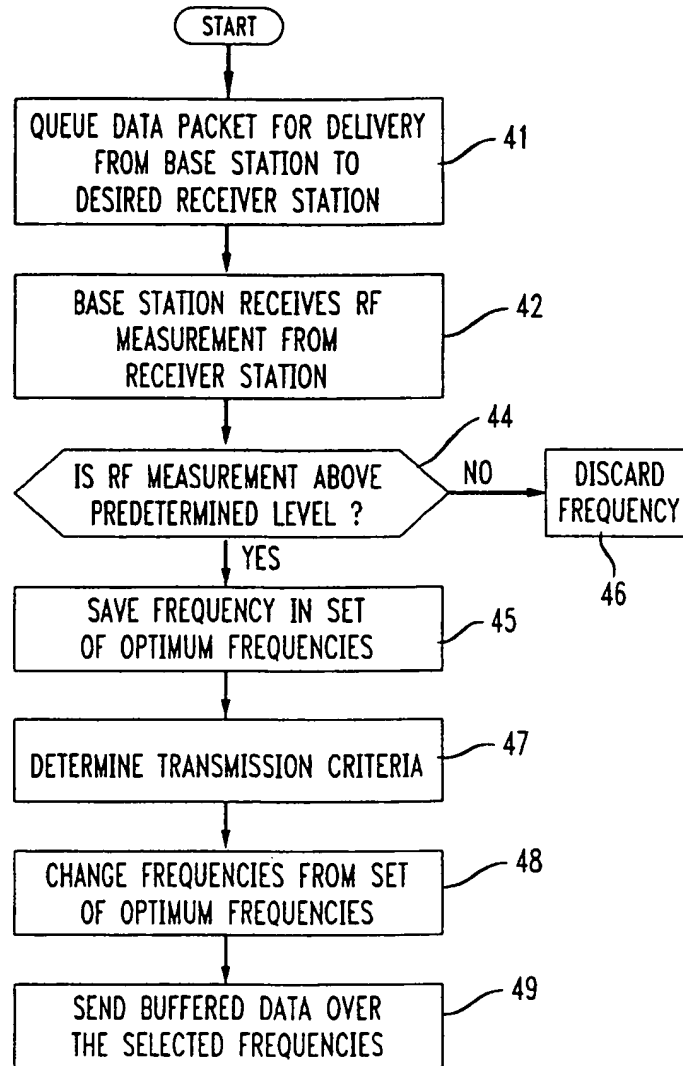 START
QUEUE DATA PACKET FOR DELIVERY
FROM BASE STATION TO
DESIRED RECEIVER STATION
41
BASE STATION RECEIVES RF
MEASUREMENT FROM
RECEIVER STATION
42
44
IS RF MEASUREMENT ABOVE
PREDETERMINED LEVEL ?
NO
DISCARD
FREQUENCY
46
YES
SAVE FREQUENCY IN SET
OF OPTIMUM FREQUENCIES
45
DETERMINE TRANSMISSION CRITERIA
47
CHANGE FREQUENCIES FROM SET
OF OPTIMUM FREQUENCIES
48
SEND BUFFERED DATA OVER
THE SELECTED FREQUENCIES
49